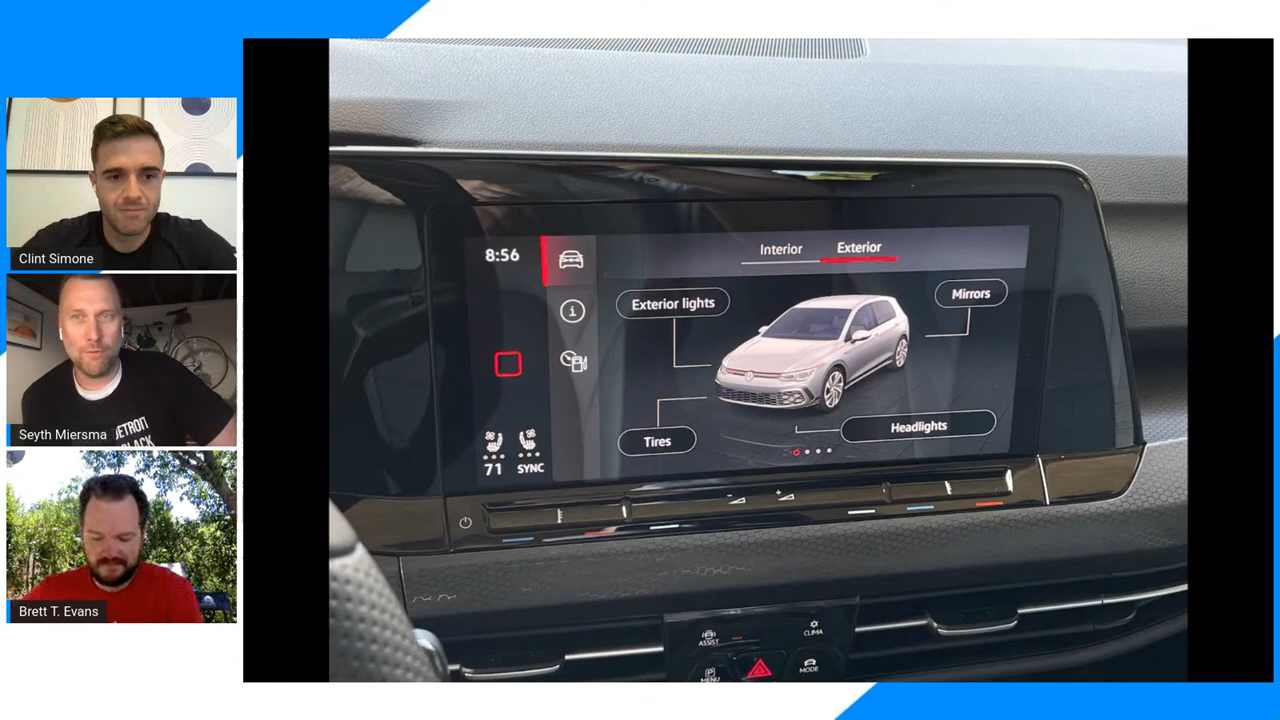 Clint Simone
Seyth Miersma
DETROIT
BLACK
Brett T. Evans
8:56
Interior
Exterior
Exterior lights
Mirrors
Tires
Headlights
71
SYNC
ASSIST
CLIMA
MENU
MODE